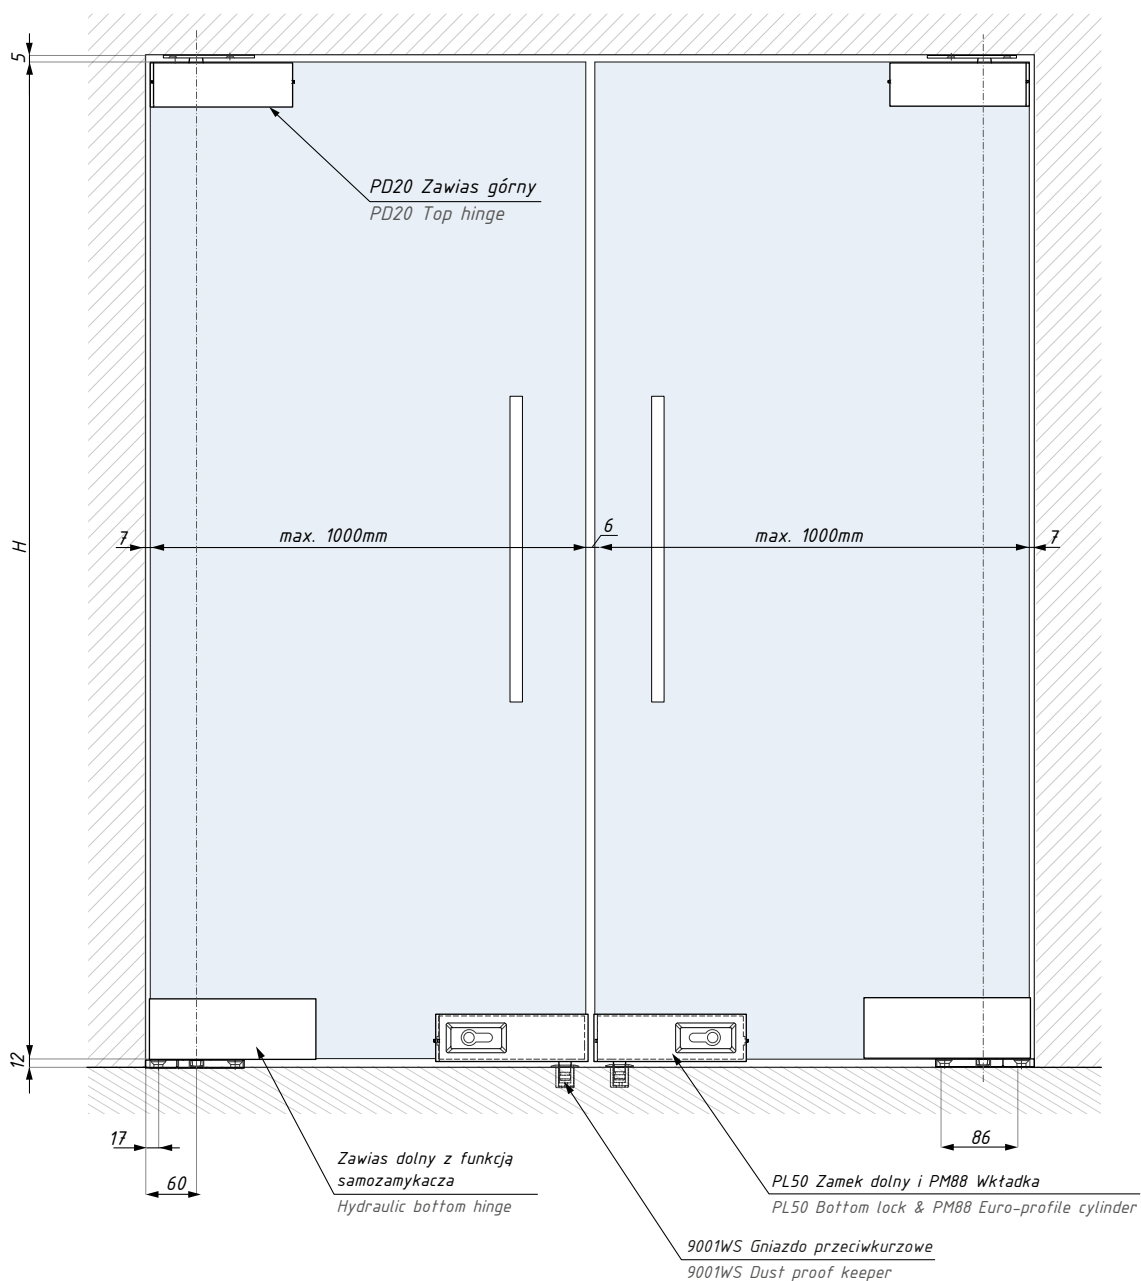 5
PD20 Zawias górny
PD20 Top hinge
H
7
max. 1000mm
6
max. 1000mm
7
12
17
60
86
Zawias dolny z funkcją
samozamykacza
Hydraulic bottom hinge
PL50 Zamek dolny i PM88 Wkładka
PL50 Bottom lock & PM88 Euro-profile cylinder
9001WS Gniazdo przeciwkurzowe
9001WS Dust proof keeper